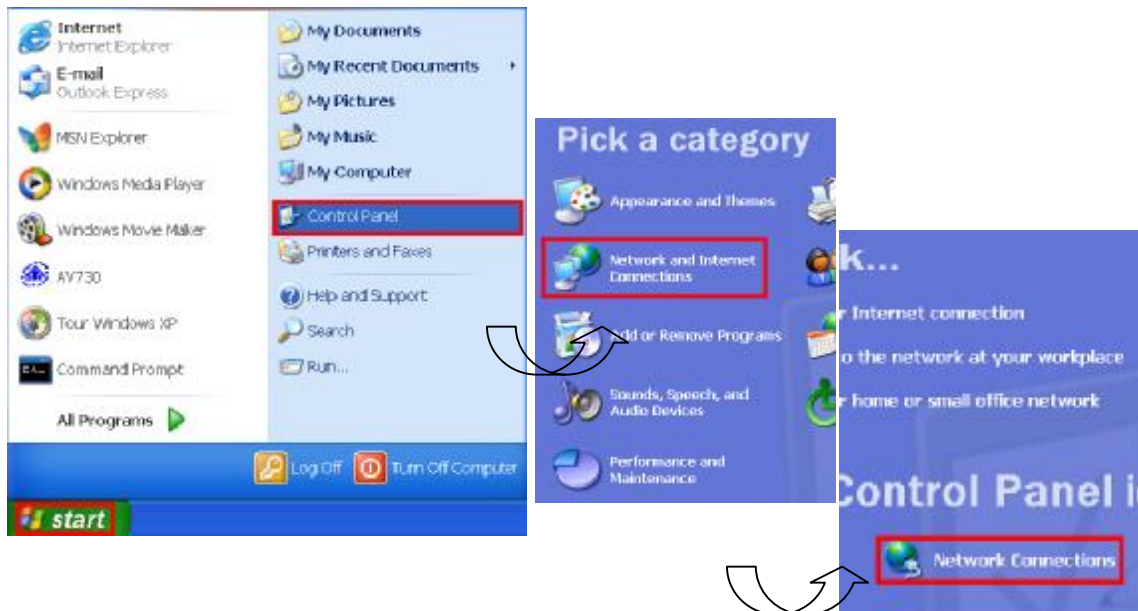 Internet
Internet Explorer
E-mail
Outlook Express
MSN Explorer
Windows Media Player
Windows Movie Maker
AV730
Tour Windows XP
Command Prompt
All Programs
My Documents
My Recent Documents
My Pictures
My Music
My Computer
Control Panel
Printers and Faxes
Help and Support
Search
Run...
Log Off
Turn Off Computer
start
Pick a category
Appearance and Themes
Network and Internet
Connections
Add or Remove Programs
Sounds, Speech, and
Audio Devices
Performance and
Maintenance
k...
r Internet connection
o the network at your workplace
r home or small office network
Control Panel i
Network Connections